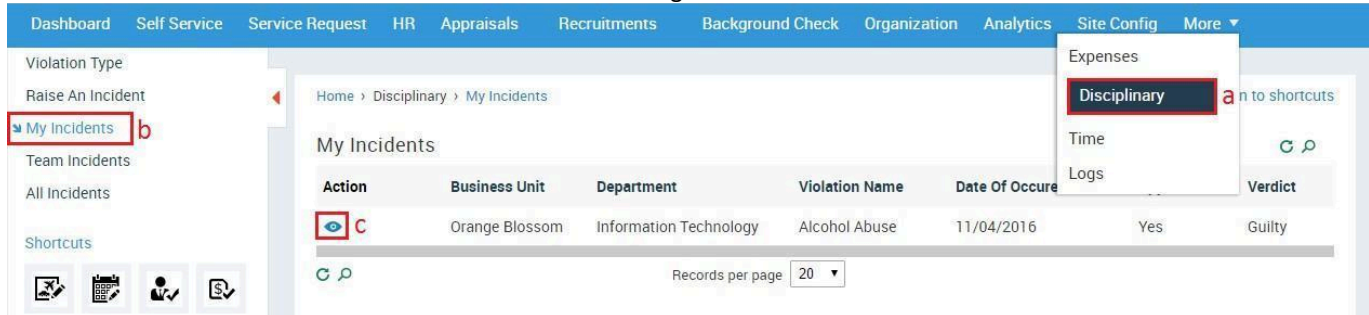 Dashboard Self Service Service Request HR Appraisals Recruitments Background Check Organization Analytics Site Config More ▼
Violation Type
Expenses
Raise An Incident
Home › Disciplinary › My Incidents
Disciplinary a n to shortcuts
My Incidents b
My Incidents
Time
Team Incidents
All Incidents
Logs
Action Business Unit Department Violation Name Date Of Occure Verdict
c Orange Blossom Information Technology Alcohol Abuse 11/04/2016 Yes Guilty
Shortcuts
Records per page 20 ▼